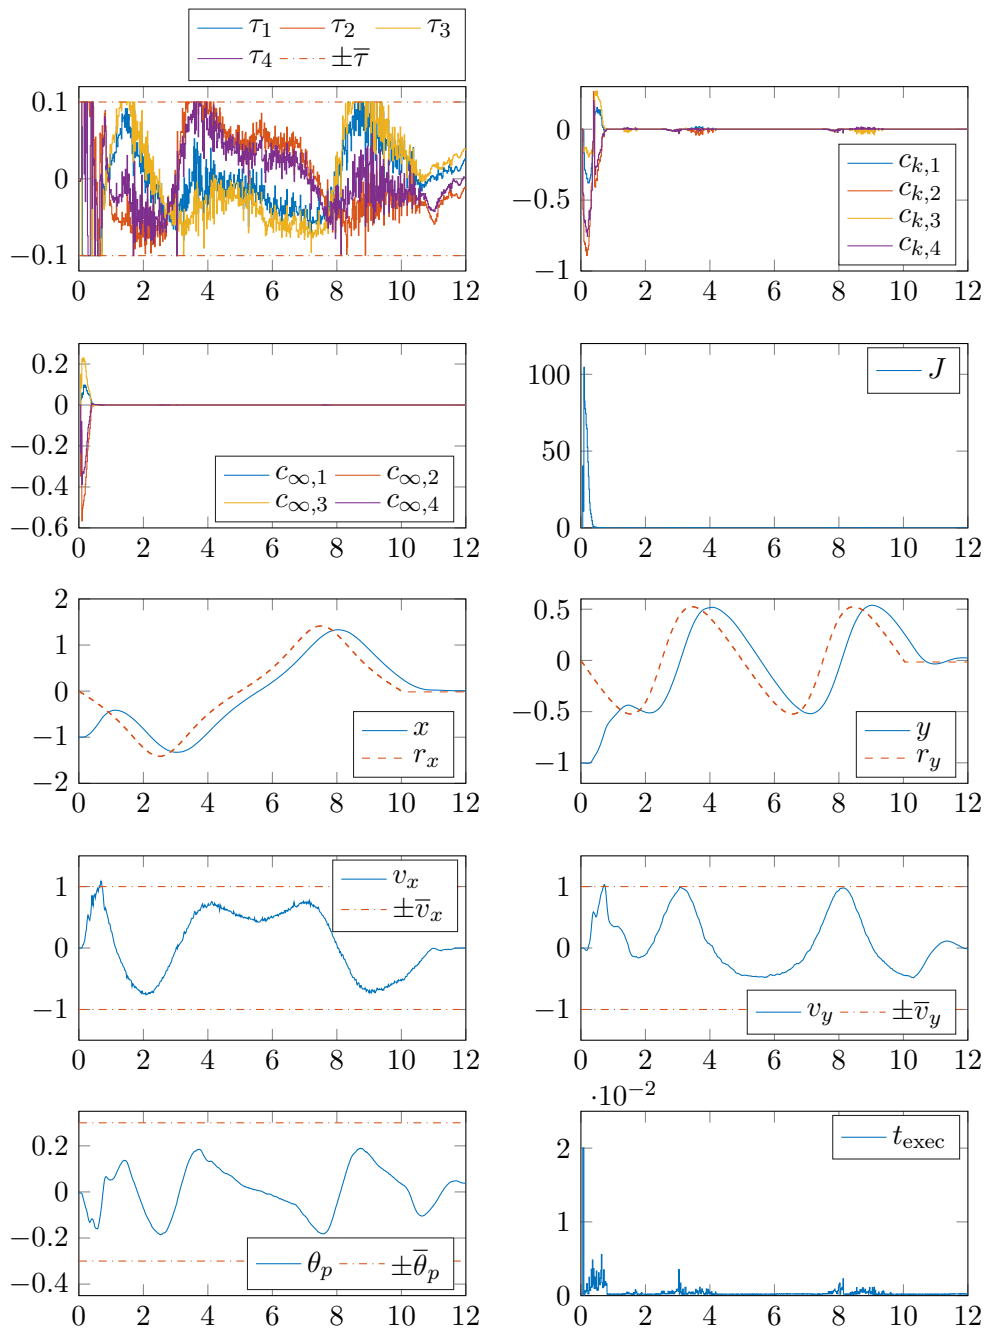 τ₁ τ₂ τ₃
τ₄ ±τ̅
0.1
0
−0.1
0 2 4 6 8 10 12
0
−0.5
−1
c_{k,1}
c_{k,2}
c_{k,3}
c_{k,4}
0 2 4 6 8 10 12
0.2
0
−0.2
−0.4
−0.6
c_{∞,1} c_{∞,2}
c_{∞,3} c_{∞,4}
0 2 4 6 8 10 12
100
50
0
J
0 2 4 6 8 10 12
2
1
0
−1
−2
x
r_x
0 2 4 6 8 10 12
0.5
0
−0.5
−1
y
r_y
0 2 4 6 8 10 12
1
0
−1
v_x
±v̅_x
0 2 4 6 8 10 12
1
0
−1
v_y ±v̅_y
0 2 4 6 8 10 12
0.2
0
−0.2
−0.4
θ_p ±θ̅_p
0 2 4 6 8 10 12
·10⁻²
2
1
0
t_exec
0 2 4 6 8 10 12